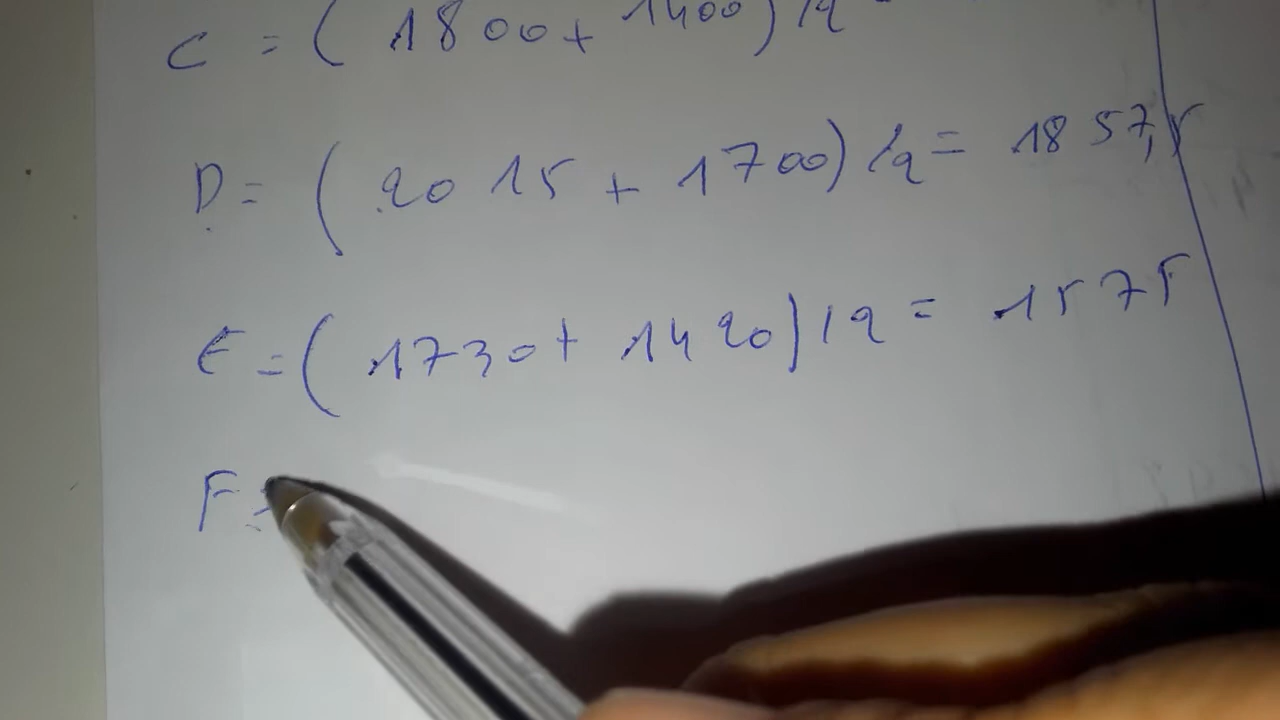 C = (1800+ 1400)/2
D = (2015 + 1700)/2 = 1857,5
E = (1730+ 1420)/2 = 1575
F =